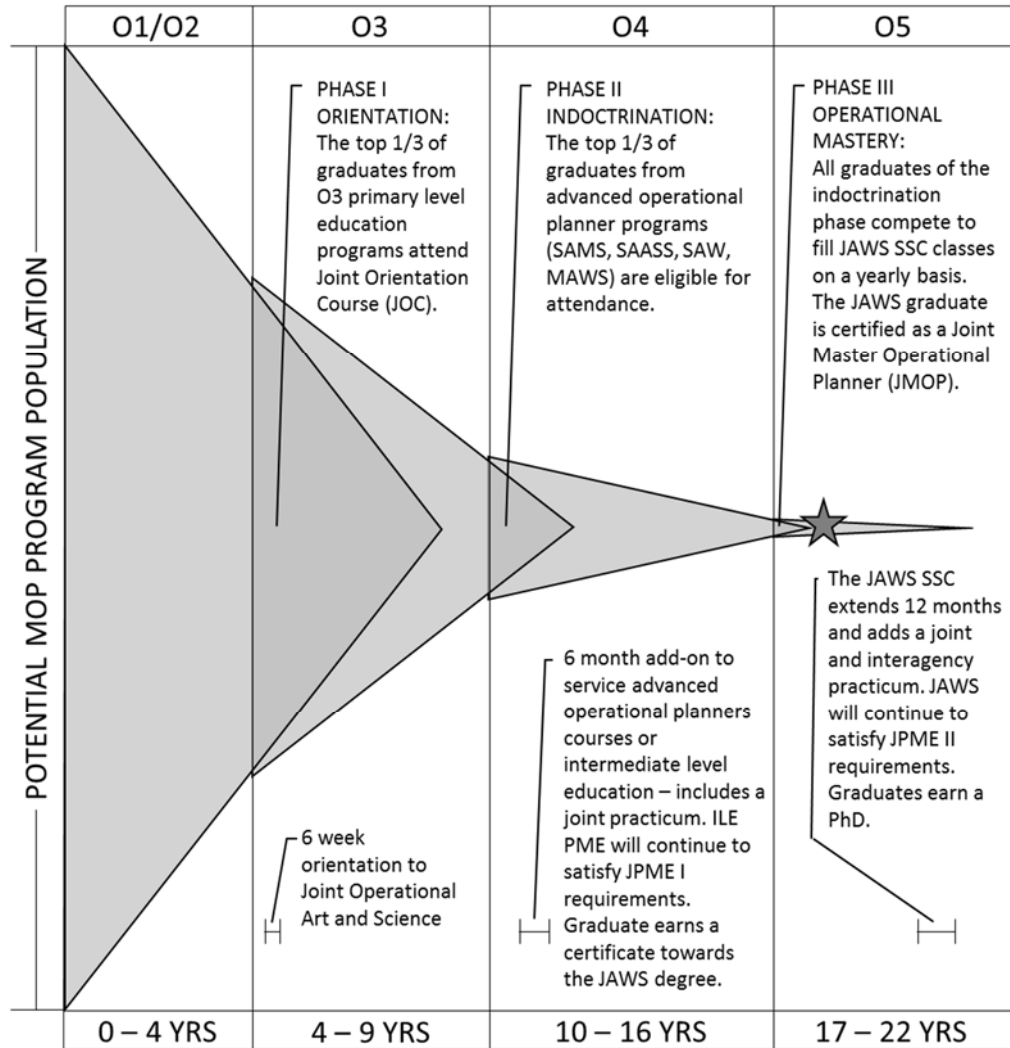 O1/O2
O3
O4
O5
POTENTIAL MOP PROGRAM POPULATION
PHASE I
ORIENTATION:
The top 1/3 of
graduates from
O3 primary level
education
programs attend
Joint Orientation
Course (JOC).
PHASE II
INDOCTRINATION:
The top 1/3 of
graduates from
advanced operational
planner programs
(SAMS, SAASS, SAW,
MAWS) are eligible for
attendance.
PHASE III
OPERATIONAL
MASTERY:
All graduates of the
indoctrination
phase compete to
fill JAWS SSC classes
on a yearly basis.
The JAWS graduate
is certified as a Joint
Master Operational
Planner (JMOP).
6 week
orientation to
Joint Operational
Art and Science
6 month add-on to
service advanced
operational planners
courses or
intermediate level
education – includes a
joint practicum. ILE
PME will continue to
satisfy JPME I
requirements.
Graduate earns a
certificate towards
the JAWS degree.
The JAWS SSC
extends 12 months
and adds a joint
and interagency
practicum. JAWS
will continue to
satisfy JPME II
requirements.
Graduates earn a
PhD.
0 – 4 YRS
4 – 9 YRS
10 – 16 YRS
17 – 22 YRS